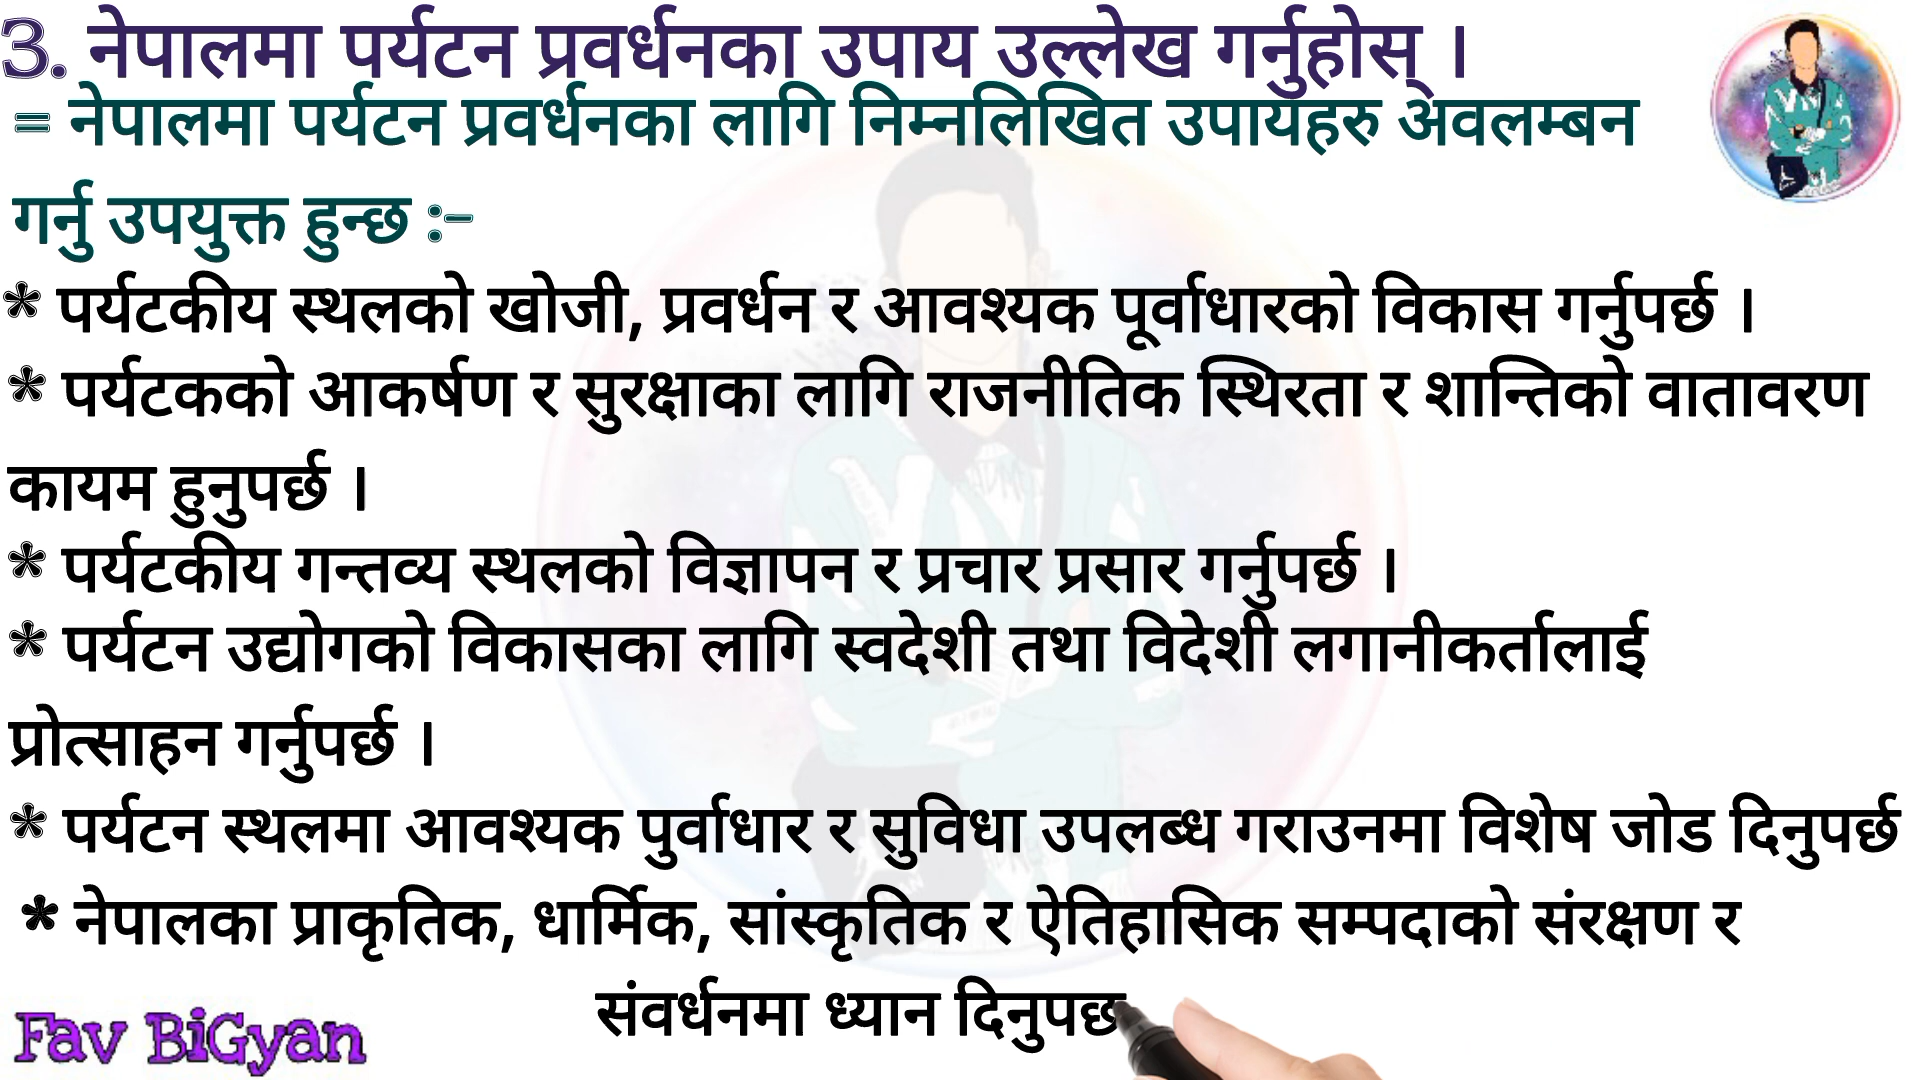 3. नेपालमा पर्यटन प्रवर्धनका उपाय उल्लेख गर्नुहोस् ।
= नेपालमा पर्यटन प्रवर्धनका लागि निम्नलिखित उपायहरु अवलम्बन
गर्नु उपयुक्त हुन्छ :-
* पर्यटकीय स्थलको खोजी, प्रवर्धन र आवश्यक पूर्वाधारको विकास गर्नुपर्छ ।
* पर्यटकको आकर्षण र सुरक्षाका लागि राजनीतिक स्थिरता र शान्तिको वातावरण
कायम हुनुपर्छ ।
* पर्यटकीय गन्तव्य स्थलको विज्ञापन र प्रचार प्रसार गर्नुपर्छ ।
* पर्यटन उद्योगको विकासका लागि स्वदेशी तथा विदेशी लगानीकर्तालाई
प्रोत्साहन गर्नुपर्छ ।
* पर्यटन स्थलमा आवश्यक पुर्वाधार र सुविधा उपलब्ध गराउनमा विशेष जोड दिनुपर्छ
* नेपालका प्राकृतिक, धार्मिक, सांस्कृतिक र ऐतिहासिक सम्पदाको संरक्षण र
संवर्धनमा ध्यान दिनुपछ
Fav BiGyan